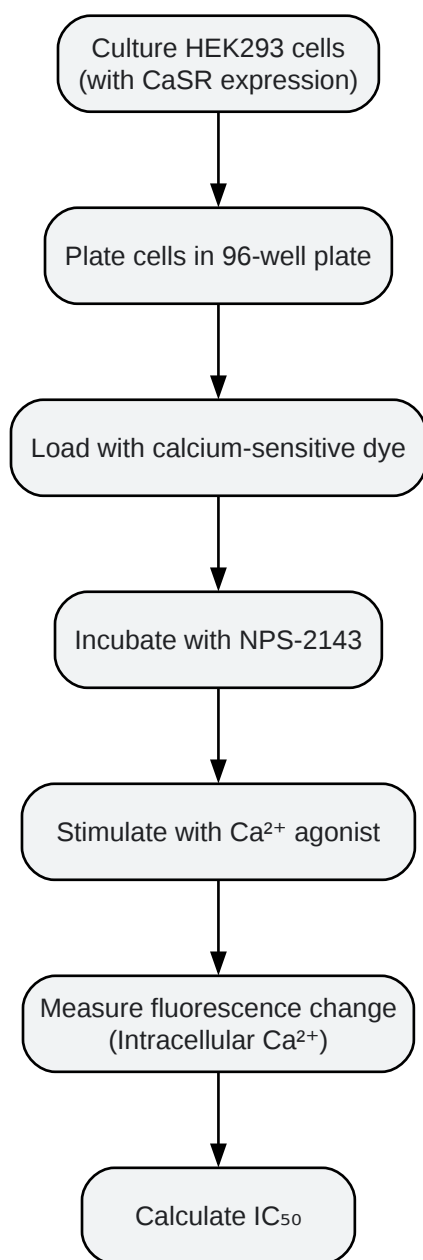 Culture HEK293 cells
(with CaSR expression)
Plate cells in 96-well plate
Load with calcium-sensitive dye
Incubate with NPS-2143
Stimulate with Ca²⁺ agonist
Measure fluorescence change
(Intracellular Ca²⁺)
Calculate IC₅₀